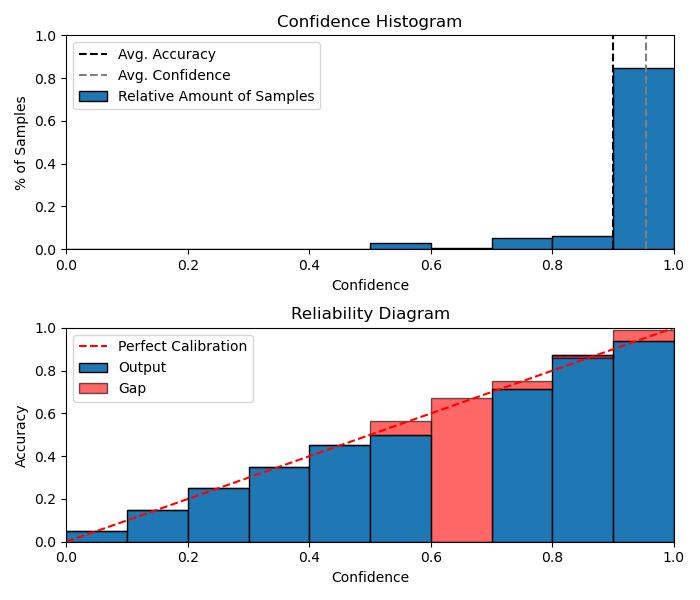 Confidence Histogram
1.0
0.8
0.6
0.4
0.2
0.0
% of Samples
Avg. Accuracy
Avg. Confidence
Relative Amount of Samples
0.0 0.2 0.4 0.6 0.8 1.0
Confidence
Reliability Diagram
1.0
0.8
0.6
0.4
0.2
0.0
Accuracy
Perfect Calibration
Output
Gap
0.0 0.2 0.4 0.6 0.8 1.0
Confidence